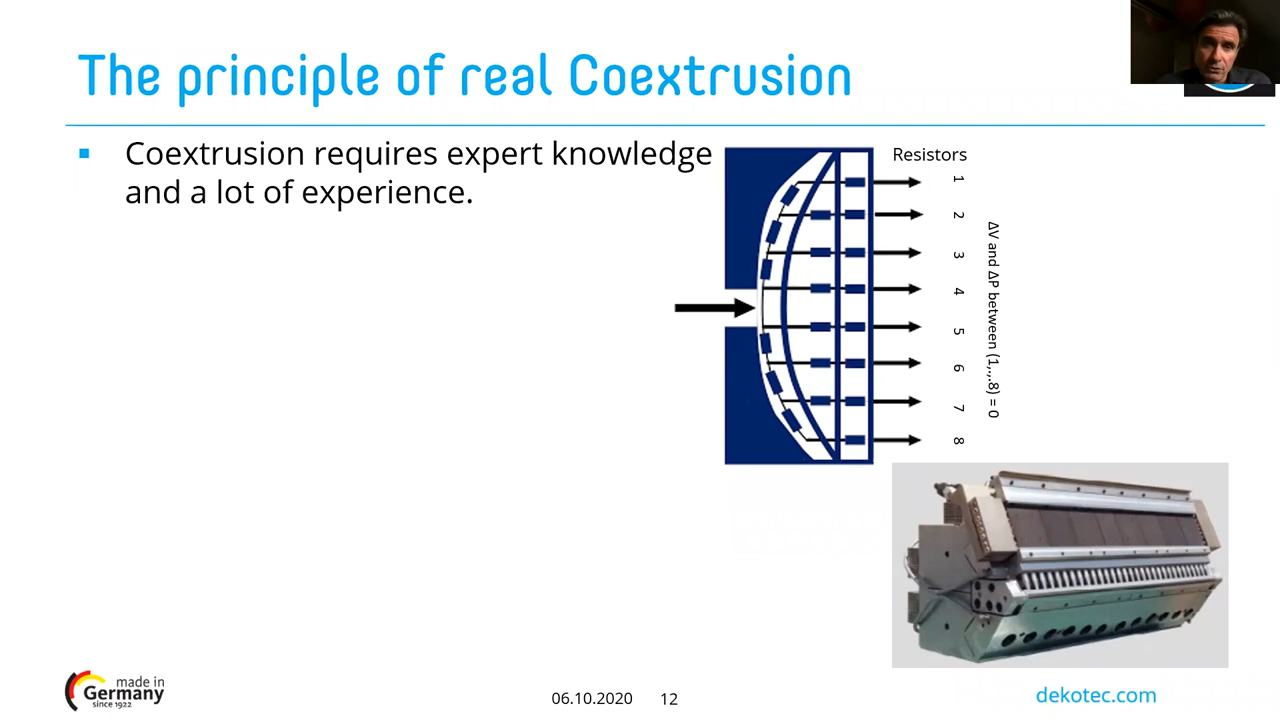 The principle of real Coextrusion
Coextrusion requires expert knowledge
and a lot of experience.
Resistors
1
2
3
4
5
6
7
8
ΔV and ΔP between (1,.,.8) = 0
made in
Germany
since 1922
06.10.2020
12
dekotec.com